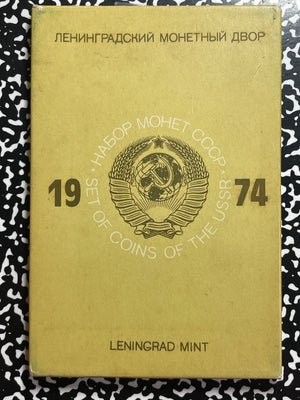 ЛЕНИНГРАДСКИЙ МОНЕТНЫЙ ДВОР
НАБОР МОНЕТ СССР
19 74
SET OF COINS OF THE USSR
LENINGRAD MINT